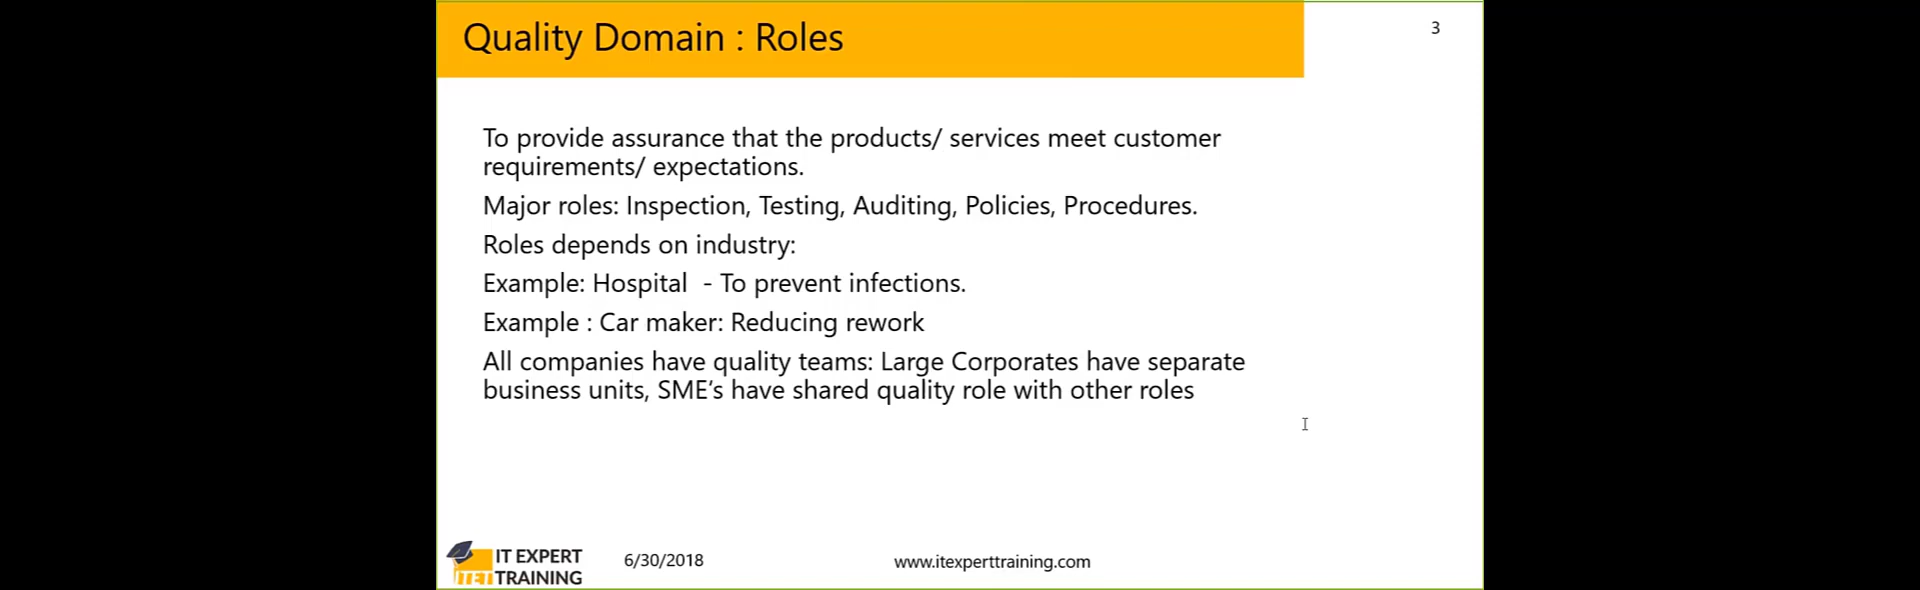 Quality Domain : Roles
3
To provide assurance that the products/ services meet customer
requirements/ expectations.
Major roles: Inspection, Testing, Auditing, Policies, Procedures.
Roles depends on industry:
Example: Hospital  - To prevent infections.
Example : Car maker: Reducing rework
All companies have quality teams: Large Corporates have separate
business units, SME’s have shared quality role with other roles
IT EXPERT
ITET TRAINING
6/30/2018
www.itexperttraining.com